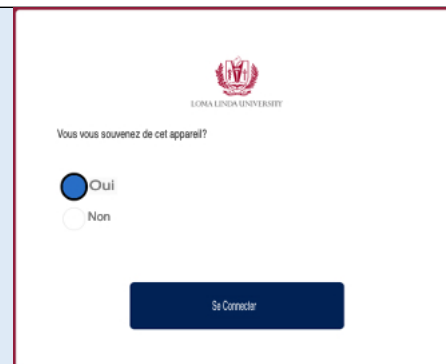 LOMA LINDA UNIVERSITY
Vous vous souvenez de cet appareil?
Oui
Non
Se Connecter